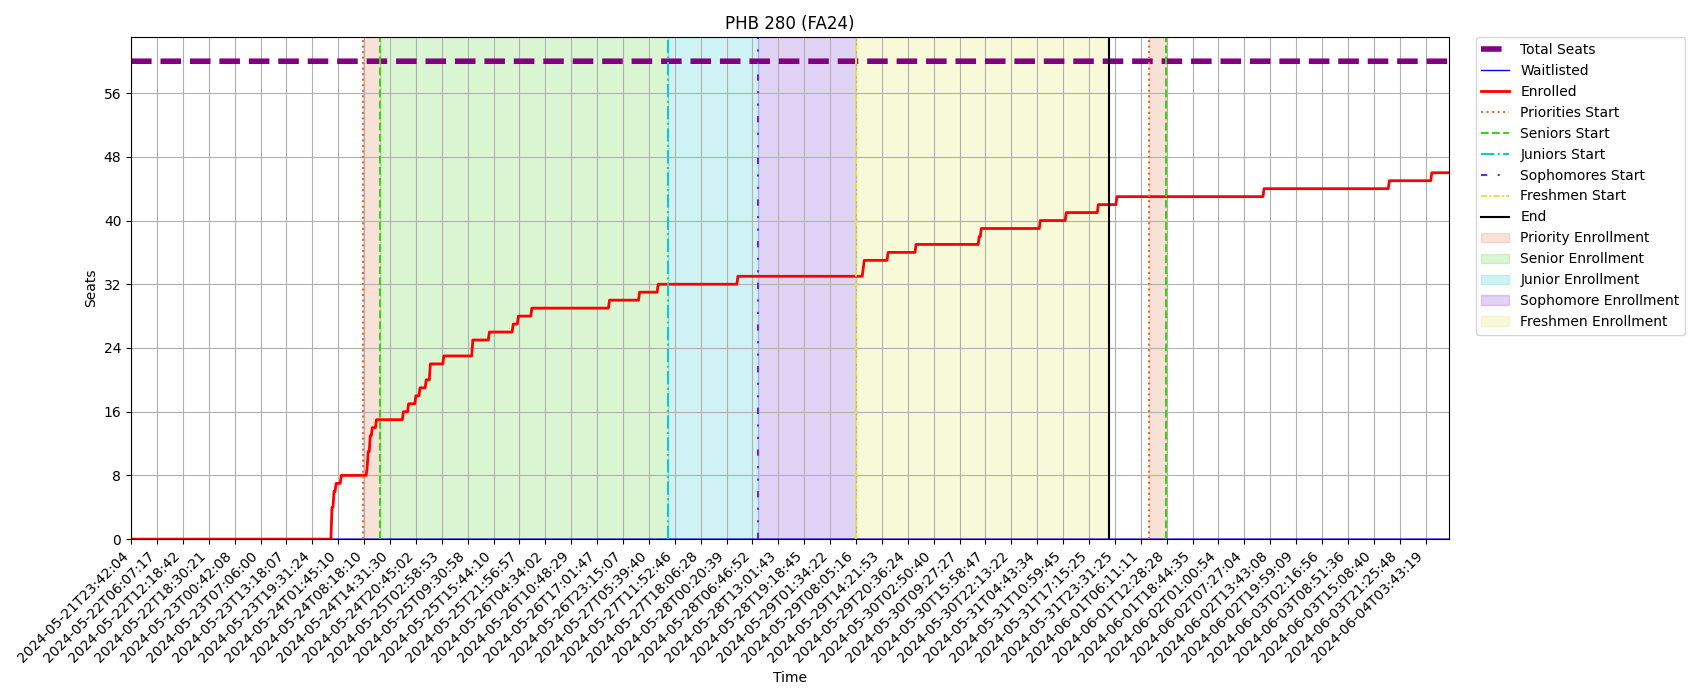 PHB 280 (FA24)
Total Seats
Waitlisted
Enrolled
Priorities Start
Seniors Start
Juniors Start
Sophomores Start
Freshmen Start
End
Priority Enrollment
Senior Enrollment
Junior Enrollment
Sophomore Enrollment
Freshmen Enrollment
Seats
56
48
40
32
24
16
8
0
2024-05-21T23:42:04
2024-05-22T06:07:17
2024-05-22T12:18:42
2024-05-22T18:30:21
2024-05-23T00:42:08
2024-05-23T07:06:00
2024-05-23T13:18:07
2024-05-23T19:31:24
2024-05-24T01:45:10
2024-05-24T08:18:10
2024-05-24T14:31:30
2024-05-24T20:45:02
2024-05-25T02:58:53
2024-05-25T09:30:58
2024-05-25T15:44:10
2024-05-25T21:56:57
2024-05-26T04:34:02
2024-05-26T10:48:29
2024-05-26T17:01:47
2024-05-26T23:15:07
2024-05-27T05:39:40
2024-05-27T11:52:46
2024-05-27T18:06:28
2024-05-28T00:20:39
2024-05-28T06:46:52
2024-05-28T13:01:43
2024-05-28T19:18:45
2024-05-29T01:34:22
2024-05-29T08:05:16
2024-05-29T14:21:53
2024-05-29T20:36:24
2024-05-30T02:50:40
2024-05-30T09:27:27
2024-05-30T15:58:47
2024-05-30T22:13:22
2024-05-31T04:43:34
2024-05-31T10:59:45
2024-05-31T17:15:25
2024-05-31T23:31:25
2024-06-01T06:11:11
2024-06-01T12:28:28
2024-06-01T18:44:35
2024-06-02T01:00:54
2024-06-02T07:27:04
2024-06-02T13:43:08
2024-06-02T19:59:09
2024-06-03T02:16:56
2024-06-03T08:51:36
2024-06-03T15:08:40
2024-06-03T21:25:48
2024-06-04T03:43:19
Time